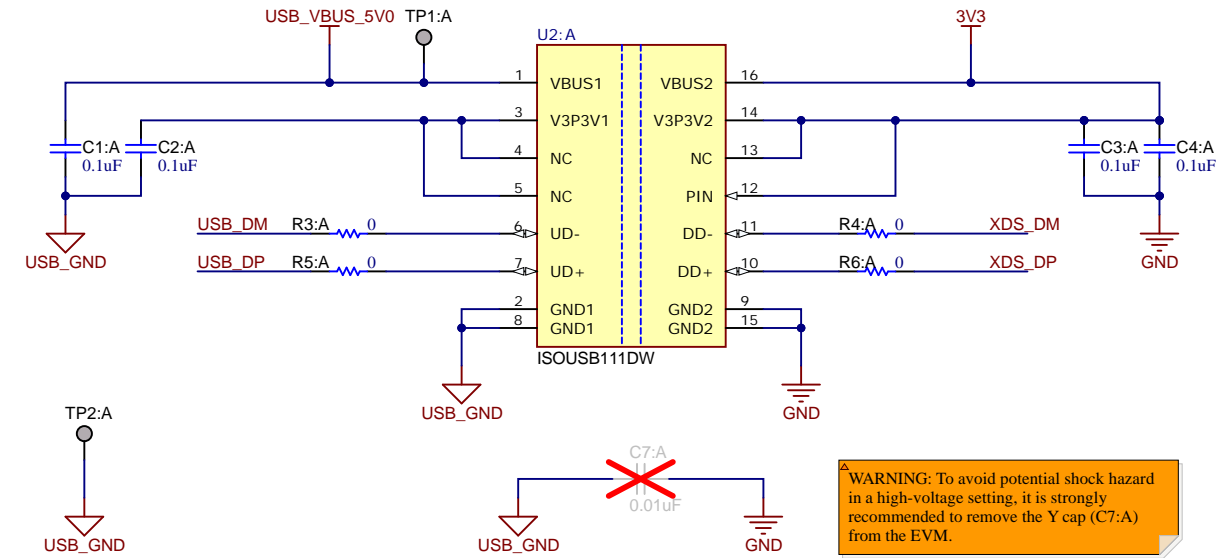 USB_VBUS_5V0 TP1:A 3V3
U2:A
1 VBUS1 VBUS2 16
3 V3P3V1 V3P3V2 14
C1:A C2:A 4 NC NC 13 C3:A C4:A
0.1uF 0.1uF 0.1uF 0.1uF
5 NC PIN 12
USB_DM R3:A 0 6 UD- DD- 11 R4:A 0 XDS_DM
USB_GND GND
USB_DP R5:A 0 7 UD+ DD+ 10 R6:A 0 XDS_DP
2 GND1 GND2 9
8 GND1 GND2 15
ISOUSB111DW
USB_GND GND
TP2:A
C7:A
0.01uF
USB_GND USB_GND GND
WARNING: To avoid potential shock hazard
in a high-voltage setting, it is strongly
recommended to remove the Y cap (C7:A)
from the EVM.